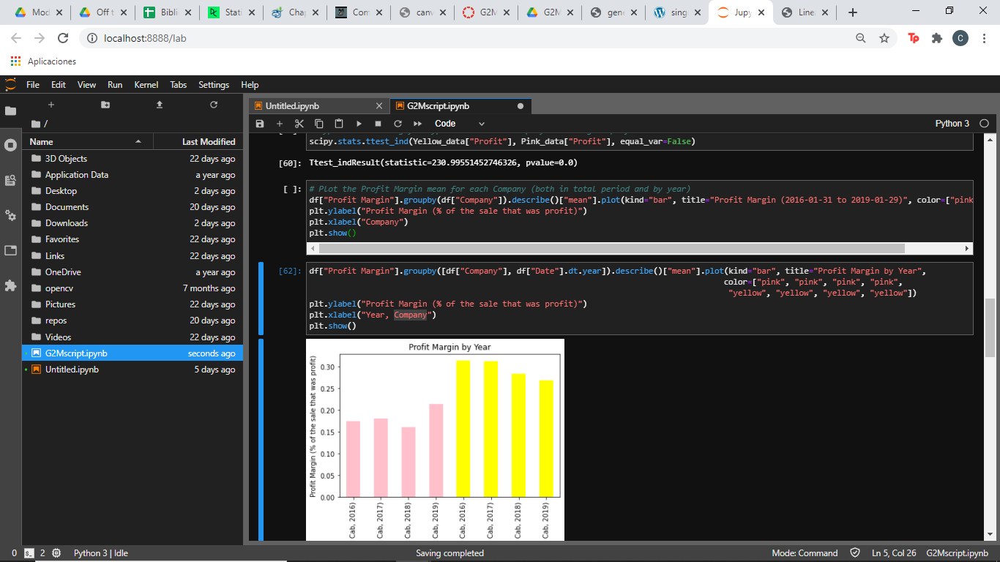 Mod
Off t
Bibli
Stati
Chap
Com
canv
G2M
G2M
gene
sing
Jupy
Line
localhost:8888/lab
Tp
C
Aplicaciones
File Edit View Run Kernel Tabs Settings Help
Untitled.ipynb
G2Mscript.ipynb
Code
Python 3
/
Name Last Modified
3D Objects 22 days ago
Application Data a year ago
Desktop 2 days ago
Documents 20 days ago
Downloads 2 days ago
Favorites 22 days ago
Links 22 days ago
OneDrive a year ago
opencv 7 months ago
Pictures 22 days ago
repos 20 days ago
Videos 22 days ago
G2Mscript.ipynb seconds ago
Untitled.ipynb 5 days ago
scipy.stats.ttest_ind(Yellow_data["Profit"], Pink_data["Profit"], equal_var=False)
[60]: Ttest_indResult(statistic=230.99551452746326, pvalue=0.0)
[ ]: # Plot the Profit Margin mean for each Company (both in total period and by year)
df["Profit Margin"].groupby(df["Company"]).describe()["mean"].plot(kind="bar", title="Profit Margin (2016-01-31 to 2019-01-29)", color=["pink
plt.ylabel("Profit Margin (% of the sale that was profit)")
plt.xlabel("Company")
plt.show()
[62]: df["Profit Margin"].groupby([df["Company"], df["Date"].dt.year]).describe()["mean"].plot(kind="bar", title="Profit Margin by Year",
color=["pink", "pink", "pink", "pink",
"yellow", "yellow", "yellow", "yellow"])
plt.ylabel("Profit Margin (% of the sale that was profit)")
plt.xlabel("Year, Company")
plt.show()
Profit Margin by Year
Profit Margin (% of the sale that was profit)
0.30
0.25
0.20
0.15
0.10
0.05
0.00
Cab, 2016)
Cab, 2017)
Cab, 2018)
Cab, 2019)
Cab, 2016)
Cab, 2017)
Cab, 2018)
Cab, 2019)
0 2 Python 3 | Idle Saving completed Mode: Command Ln 5, Col 26 G2Mscript.ipynb